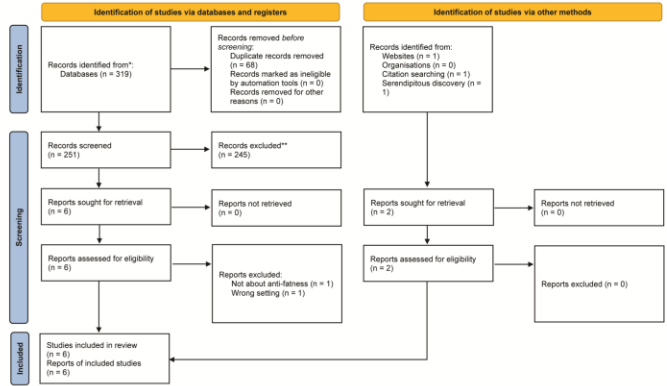 Identification of studies via databases and registers
Identification of studies via other methods
Identification
Records identified from*:
Databases (n = 319)
Records removed before
screening:
Duplicate records removed
(n = 68)
Records marked as ineligible
by automation tools (n = 0)
Records removed for other
reasons (n = 0)
Records identified from:
Websites (n = 1)
Organisations (n = 0)
Citation searching (n = 1)
Serendipitous discovery (n =
1)
Screening
Records screened
(n = 251)
Records excluded**
(n = 245)
Reports sought for retrieval
(n = 6)
Reports not retrieved
(n = 0)
Reports sought for retrieval
(n = 2)
Reports not retrieved
(n = 0)
Reports assessed for eligibility
(n = 6)
Reports excluded:
Not about anti-fatness (n = 1)
Wrong setting (n = 1)
Reports assessed for eligibility
(n = 2)
Reports excluded (n = 0)
Included
Studies included in review
(n = 6)
Reports of included studies
(n = 6)